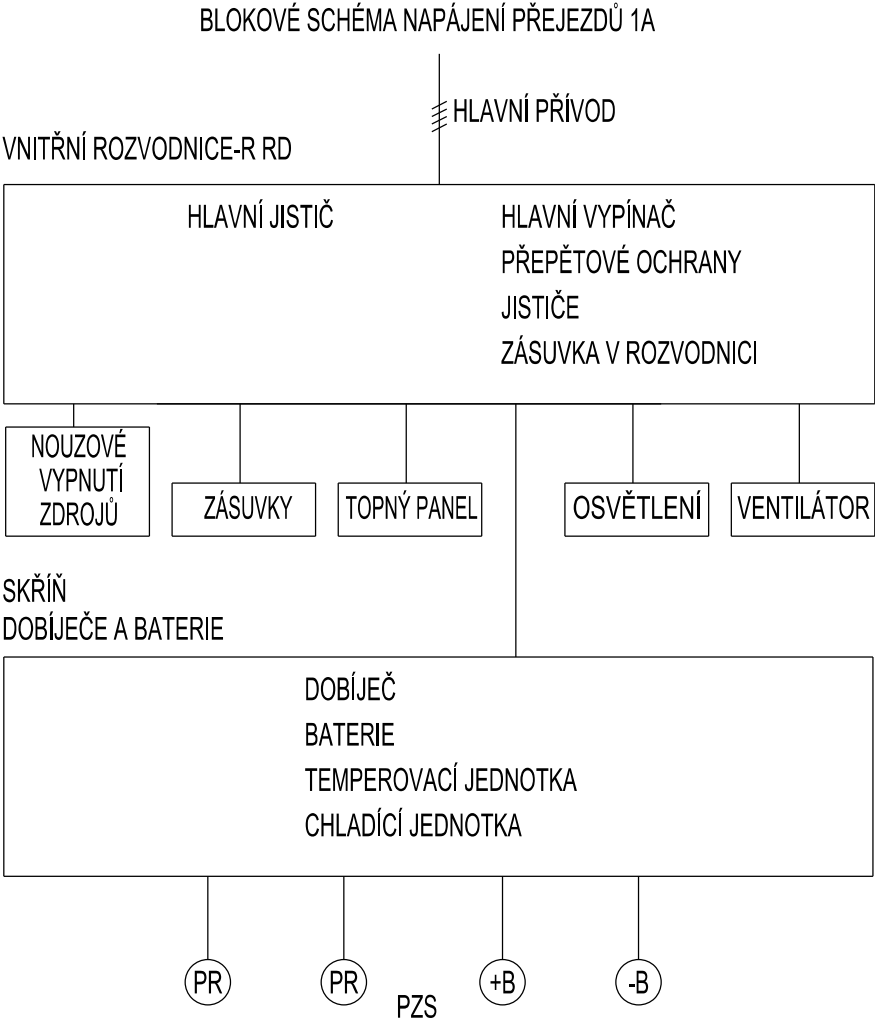 BLOKOVÉ SCHÉMA NAPÁJENÍ PŘEJEZDŮ 1A
HLAVNÍ PŘÍVOD
VNITŘNÍ ROZVODNICE-R RD
HLAVNÍ JISTIČ
HLAVNÍ VYPÍNAČ
PŘEPĚTOVÉ OCHRANY
JISTIČE
ZÁSUVKA V ROZVODNICI
NOUZOVÉ
VYPNUTÍ
ZDROJŮ
ZÁSUVKY
TOPNÝ PANEL
OSVĚTLENÍ
VENTILÁTOR
SKŘÍŇ
DOBÍJEČE A BATERIE
DOBÍJEČ
BATERIE
TEMPEROVACÍ JEDNOTKA
CHLADÍCÍ JEDNOTKA
PR
PR
+B
-B
PZS